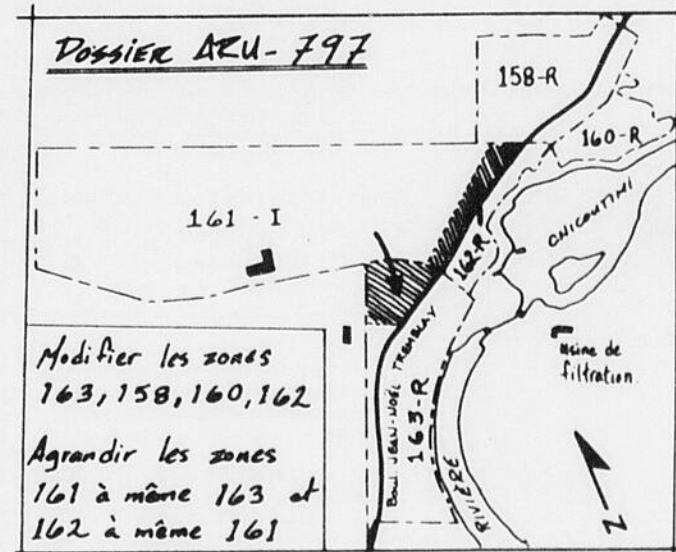 Dossier ARU-797
158-R
160-R
161-I
162-R
CHICOUTIMI
usine de
filtration
BOUL. JEAN-NOËL TREMBLAY
163-R
RIVIÈRE
Modifier les zones
163, 158, 160, 162
Agrandir les zones
161 à même 163 et
162 à même 161
N